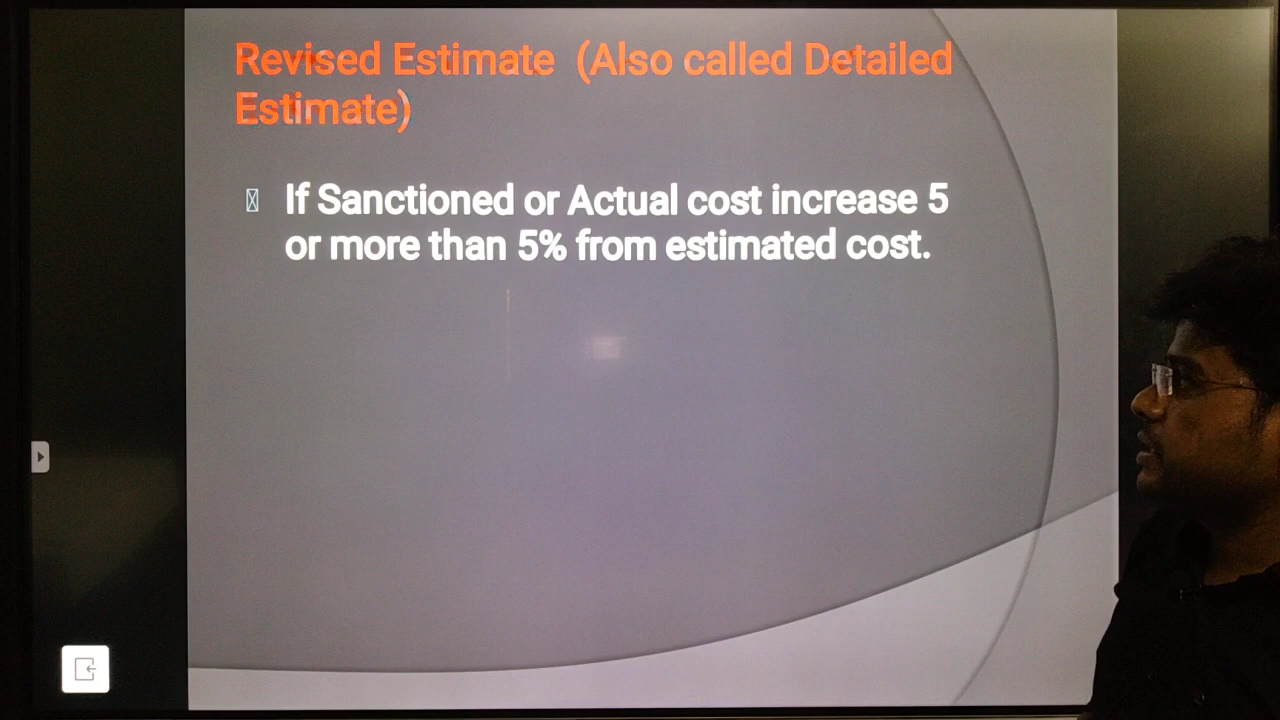 Revised Estimate (Also called Detailed
Estimate)
If Sanctioned or Actual cost increase 5
or more than 5% from estimated cost.